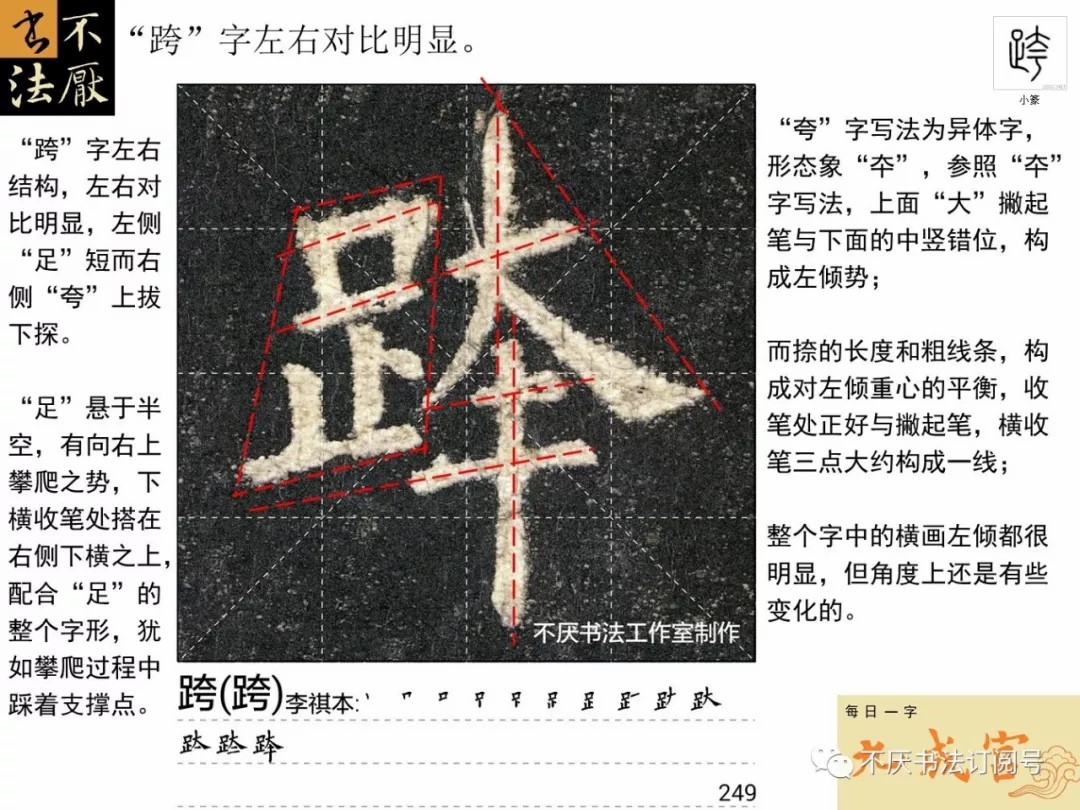 不厌
书法
“跨”字左右对比明显。
小篆
“跨”字左右
结构，左右对
比明显，左侧
“足”短而右
侧“夸”上拔
下探。
“足”悬于半
空，有向右上
攀爬之势，下
横收笔处搭在
右侧下横之上，
配合“足”的
整个字形，犹
如攀爬过程中
踩着支撑点。
“夸”字写法为异体字，
形态象“夲”，参照“夲”
字写法，上面“大”撇起
笔与下面的中竖错位，构
成左倾势；
而捺的长度和粗线条，构
成对左倾重心的平衡，收
笔处正好与撇起笔，横收
笔三点大约构成一线；
整个字中的横画左倾都很
明显，但角度上还是有些
变化的。
不厌书法工作室制作
跨(跨)李祺本:
每日一字
九成宫
不厌书法订阅号
249